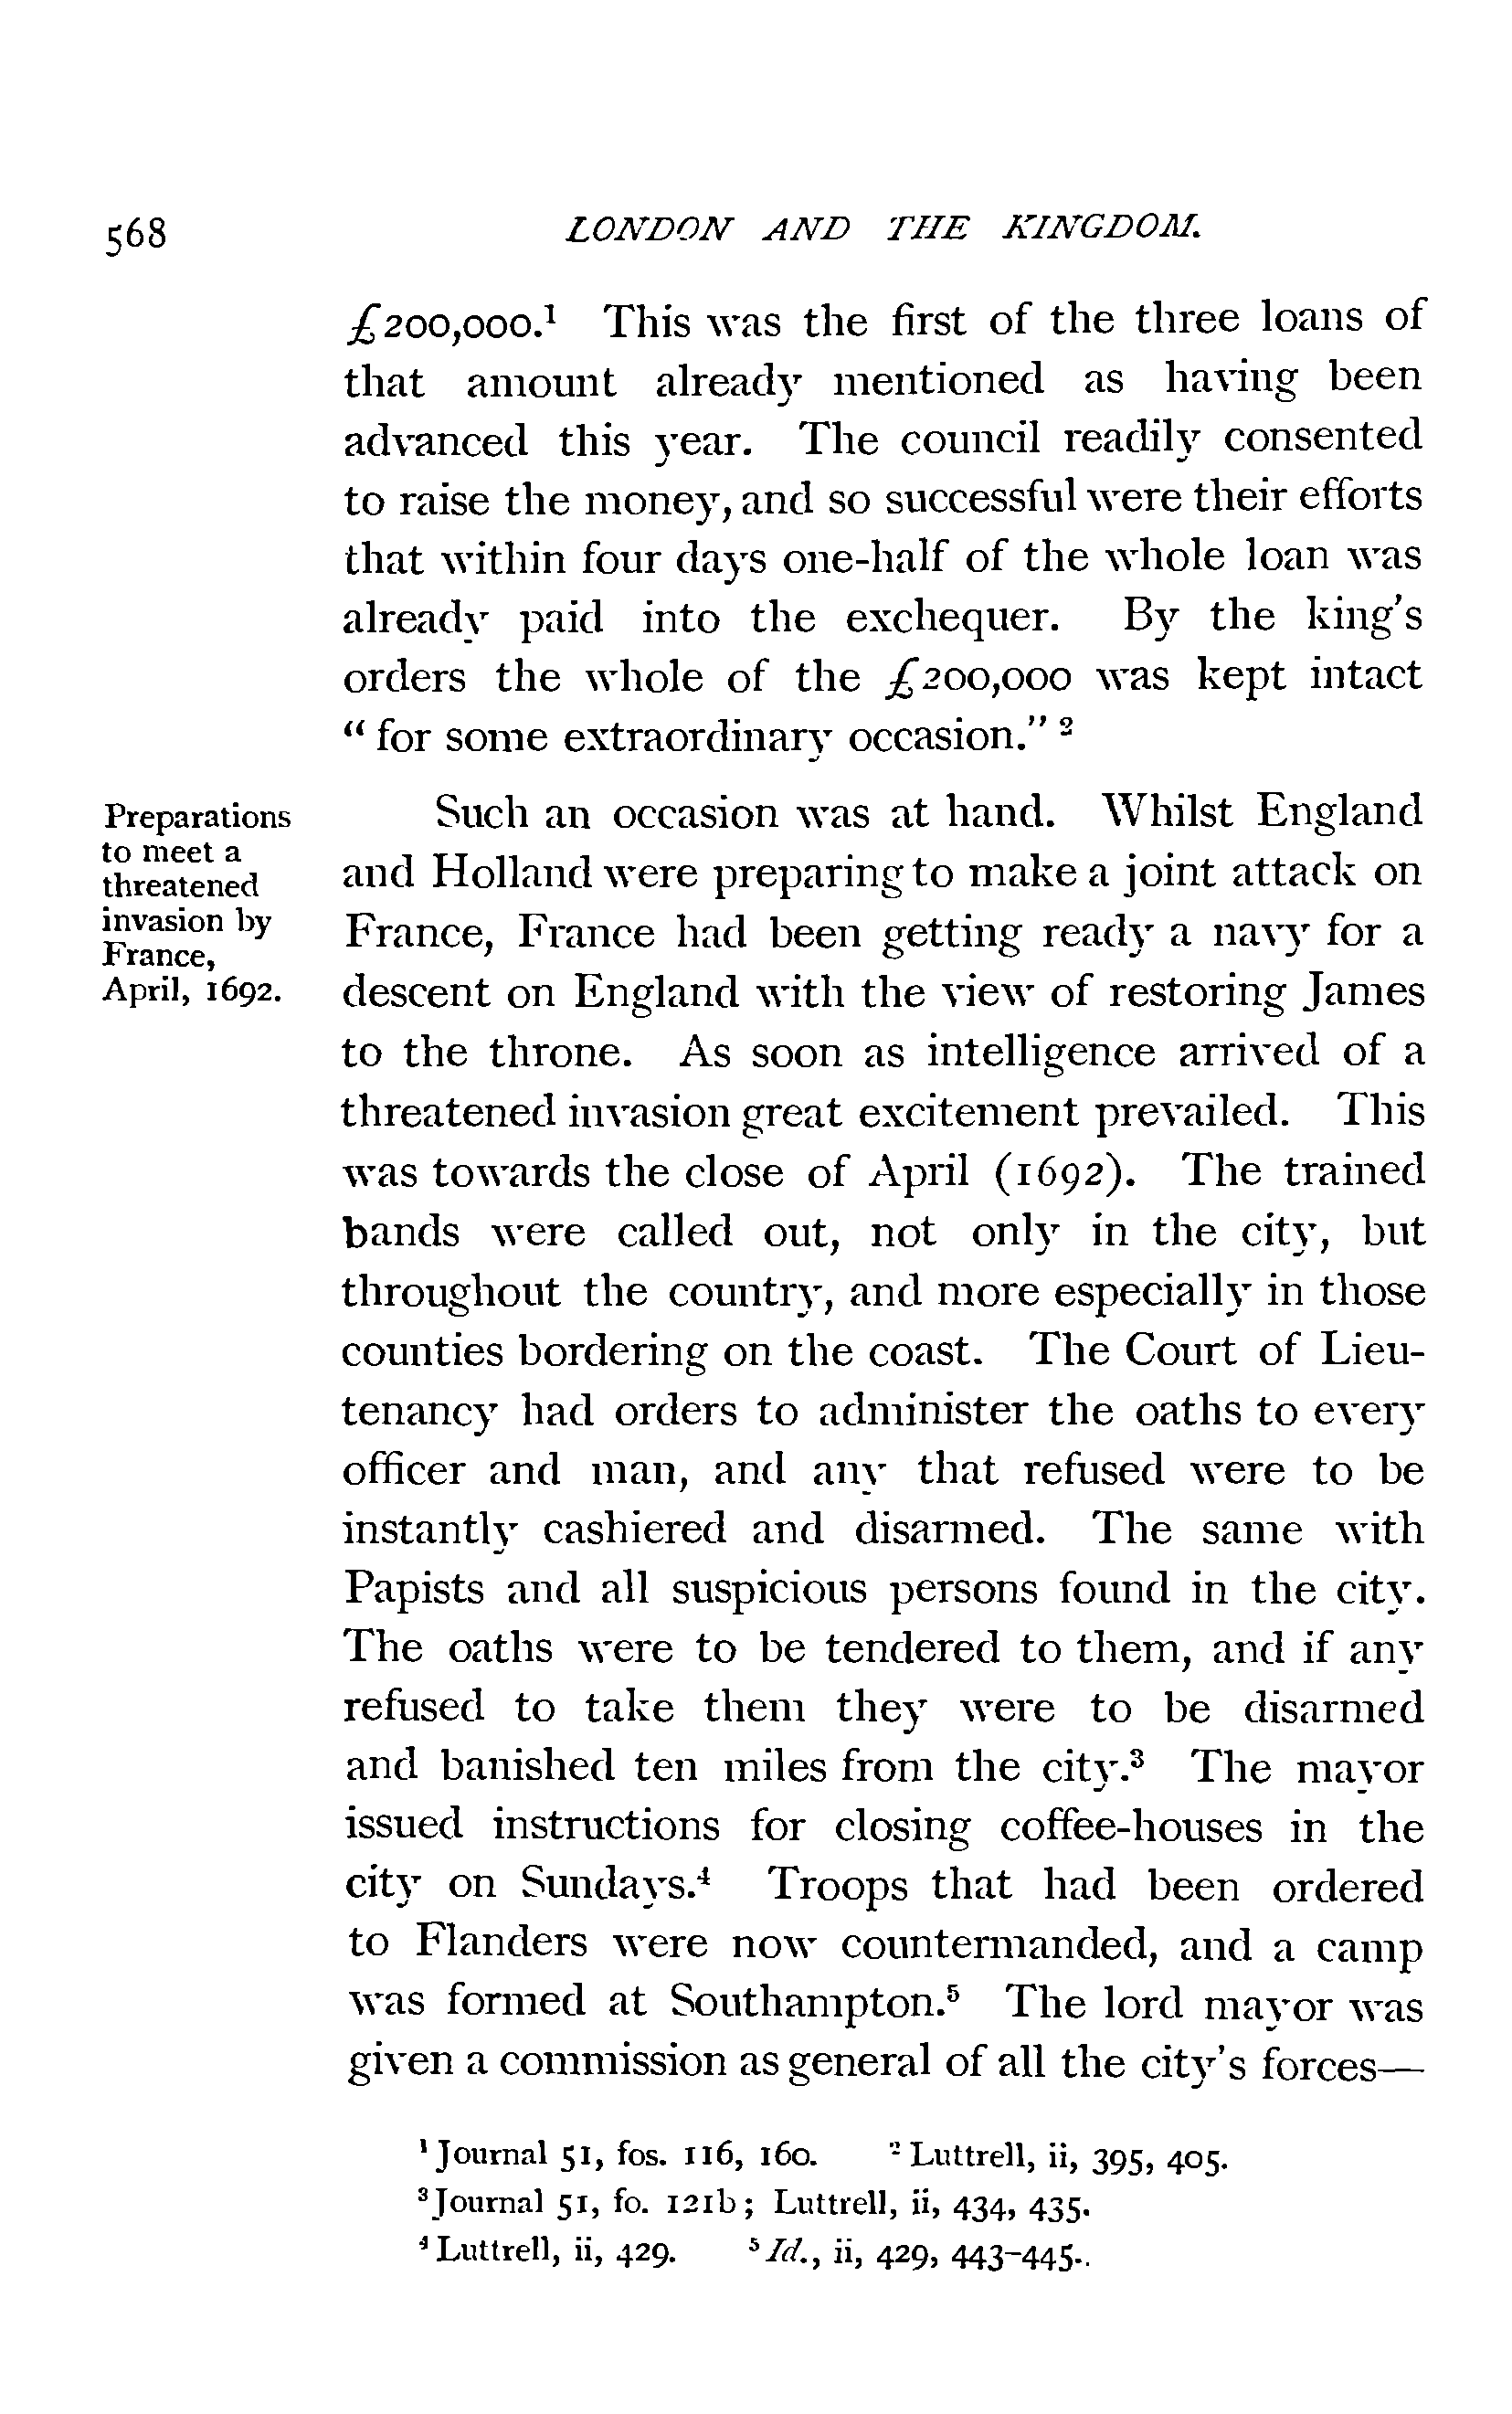 568
LONDON AND THE KINGDOM.
£200,000.¹ This was the first of the three loans of
that amount already mentioned as having been
advanced this year. The council readily consented
to raise the money, and so successful were their efforts
that within four days one-half of the whole loan was
already paid into the exchequer. By the king's
orders the whole of the £200,000 was kept intact
“ for some extraordinary occasion.” ²
Preparations
to meet a
threatened
invasion by
France,
April, 1692.
Such an occasion was at hand. Whilst England
and Holland were preparing to make a joint attack on
France, France had been getting ready a navy for a
descent on England with the view of restoring James
to the throne. As soon as intelligence arrived of a
threatened invasion great excitement prevailed. This
was towards the close of April (1692). The trained
bands were called out, not only in the city, but
throughout the country, and more especially in those
counties bordering on the coast. The Court of Lieu-
tenancy had orders to administer the oaths to every
officer and man, and any that refused were to be
instantly cashiered and disarmed. The same with
Papists and all suspicious persons found in the city.
The oaths were to be tendered to them, and if any
refused to take them they were to be disarmed
and banished ten miles from the city.³ The mayor
issued instructions for closing coffee-houses in the
city on Sundays.⁴ Troops that had been ordered
to Flanders were now countermanded, and a camp
was formed at Southampton.⁵ The lord mayor was
given a commission as general of all the city's forces—
¹ Journal 51, fos. 116, 160. ² Luttrell, ii, 395, 405.
³ Journal 51, fo. 121b; Luttrell, ii, 434, 435.
⁴ Luttrell, ii, 429. ⁵ Id., ii, 429, 443-445.